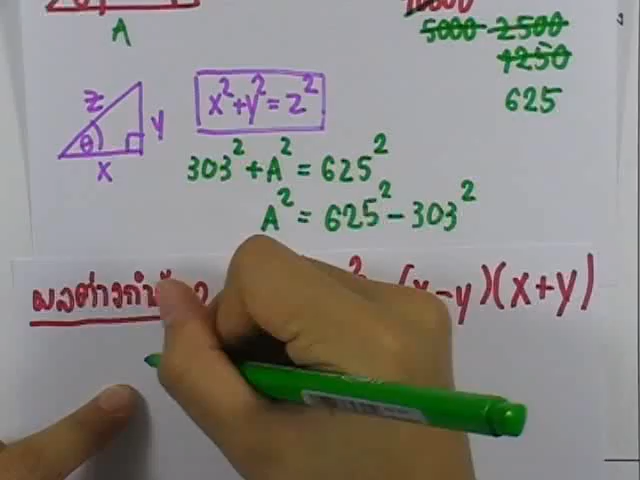 A
5000 2500
1250
625
z
θ
y
x
x² + y² = z²
303² + A² = 625²
A² = 625² - 303²
ผลต่างกำลัง
(x-y)(x+y)